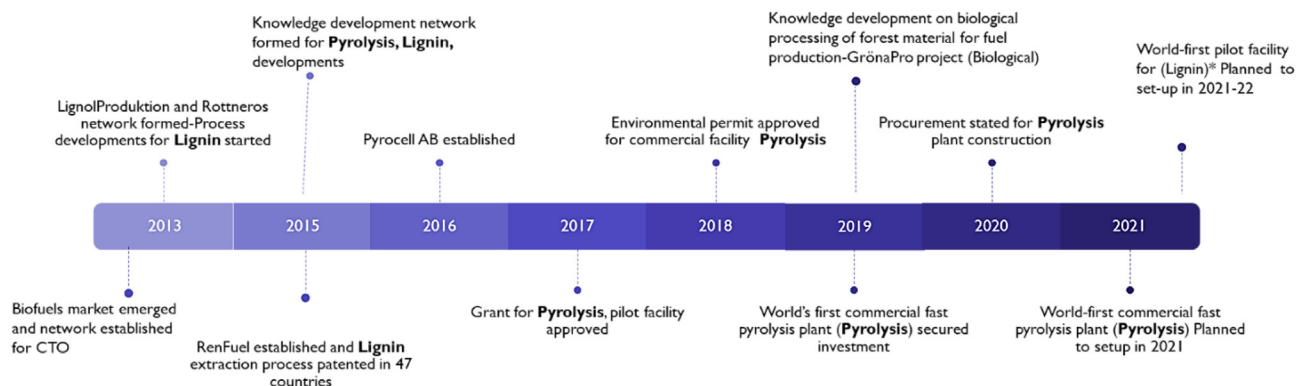 Knowledge development network
formed for Pyrolysis, Lignin,
developments
Knowledge development on biological
processing of forest material for fuel
production-GrönaPro project (Biological)
World-first pilot facility
for (Lignin)* Planned to
set-up in 2021-22
LignolProduktion and Rottneros
network formed-Process
developments for Lignin started
Pyrocell AB established
Environmental permit approved
for commercial facility Pyrolysis
Procurement stated for Pyrolysis
plant construction
2013
2015
2016
2017
2018
2019
2020
2021
Biofuels market emerged
and network established
for CTO
RenFuel established and Lignin
extraction process patented in 47
countries
Grant for Pyrolysis, pilot facility
approved
World's first commercial fast
pyrolysis plant (Pyrolysis) secured
investment
World-first commercial fast
pyrolysis plant (Pyrolysis) Planned
to setup in 2021